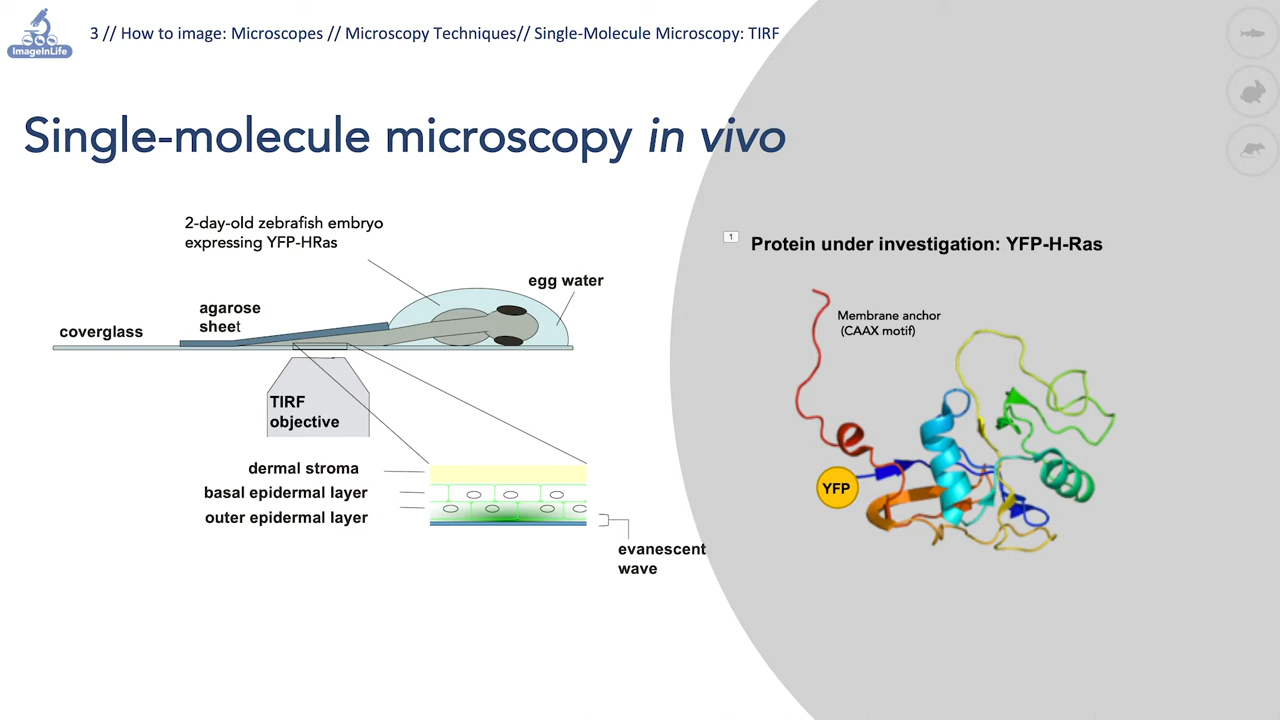 ImageInLife
3 // How to image: Microscopes // Microscopy Techniques// Single-Molecule Microscopy: TIRF
Single-molecule microscopy in vivo
2-day-old zebrafish embryo
expressing YFP-HRas
egg water
agarose
sheet
coverglass
TIRF
objective
dermal stroma
basal epidermal layer
outer epidermal layer
evanescent
wave
1
Protein under investigation: YFP-H-Ras
Membrane anchor
(CAAX motif)
YFP